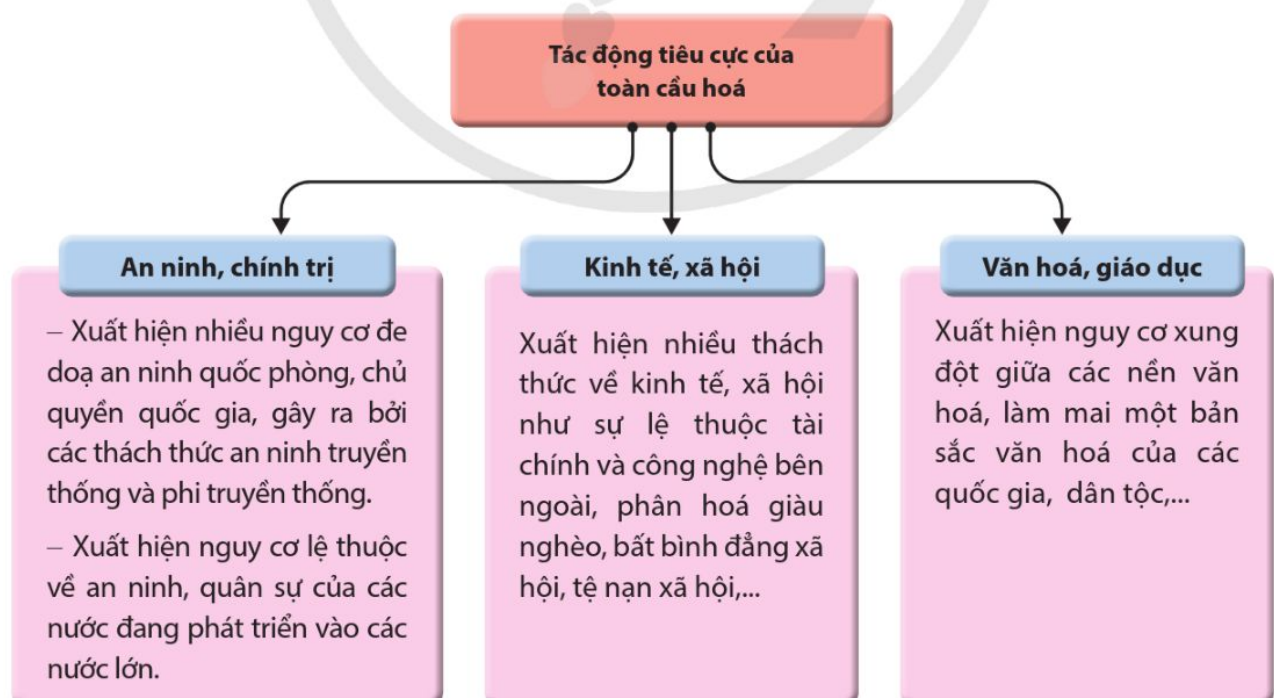 Tác động tiêu cực của
toàn cầu hoá
An ninh, chính trị
– Xuất hiện nhiều nguy cơ đe
doạ an ninh quốc phòng, chủ
quyền quốc gia, gây ra bởi
các thách thức an ninh truyền
thống và phi truyền thống.
– Xuất hiện nguy cơ lệ thuộc
về an ninh, quân sự của các
nước đang phát triển vào các
nước lớn.
Kinh tế, xã hội
Xuất hiện nhiều thách
thức về kinh tế, xã hội
như sự lệ thuộc tài
chính và công nghệ bên
ngoài, phân hoá giàu
nghèo, bất bình đẳng xã
hội, tệ nạn xã hội,...
Văn hoá, giáo dục
Xuất hiện nguy cơ xung
đột giữa các nền văn
hoá, làm mai một bản
sắc văn hoá của các
quốc gia, dân tộc,...